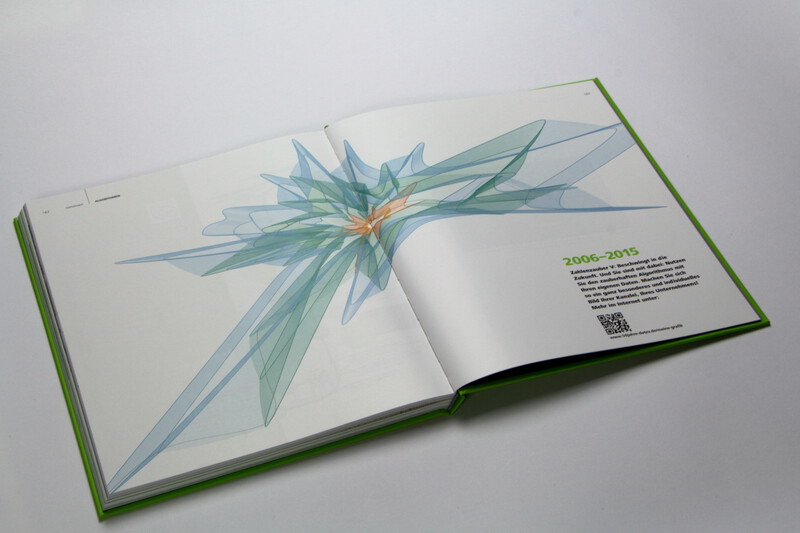 2006–2015
Zahlenzauber V: Beschwingt in die
Zukunft. Und Sie sind mit dabei: Nutzen
Sie den zauberhaften Algorithmus mit
Ihren eigenen Daten. Machen Sie sich
so ein ganz besonderes und individuelles
Bild Ihrer Kanzlei, Ihres Unternehmens!
Mehr im Internet unter: